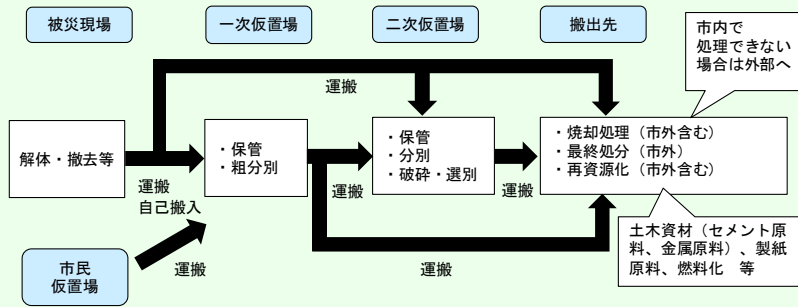 被災現場
一次仮置場
二次仮置場
搬出先
市内で
処理できない
場合は外部へ
運搬
解体・撤去等
・保管
・粗分別
・保管
・分別
・破砕・選別
・焼却処理(市外含む)
・最終処分(市外)
・再資源化(市外含む)
運搬
自己搬入
運搬
運搬
市民
仮置場
運搬
運搬
土木資材(セメント原
料、金属原料)、製紙
原料、燃料化 等